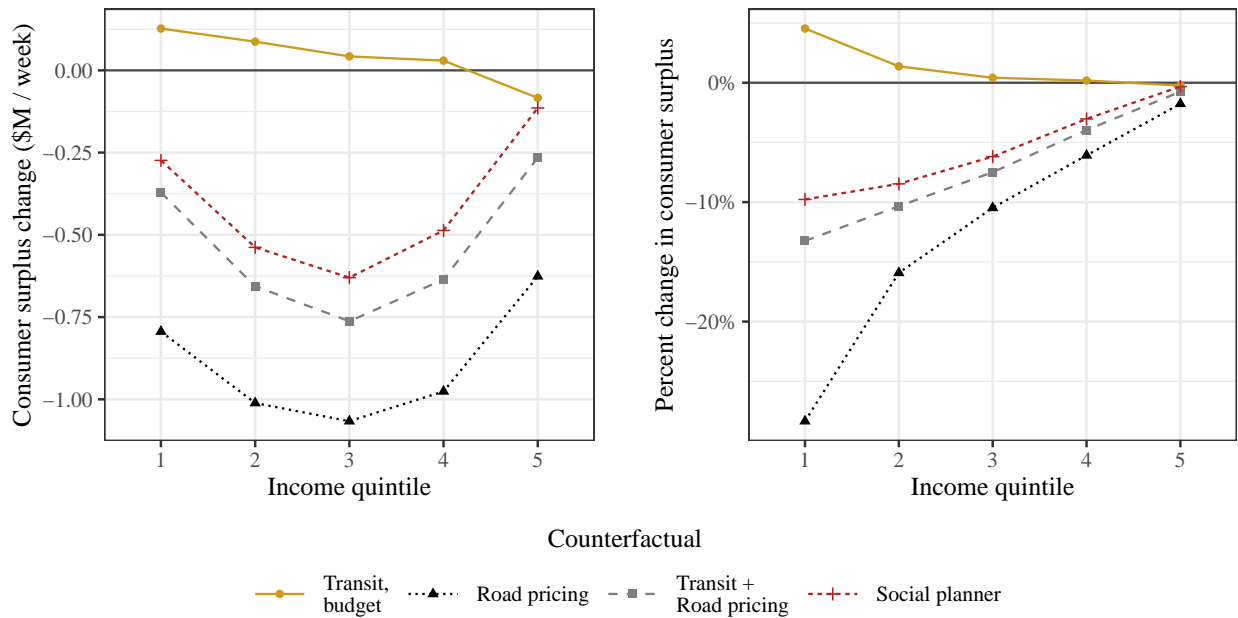 Consumer surplus change ($M / week)
0.00
−0.25
−0.50
−0.75
−1.00
1 2 3 4 5
Income quintile
Percent change in consumer surplus
0%
−10%
−20%
1 2 3 4 5
Income quintile
Counterfactual
Transit,
budget
Road pricing
Transit +
Road pricing
Social planner